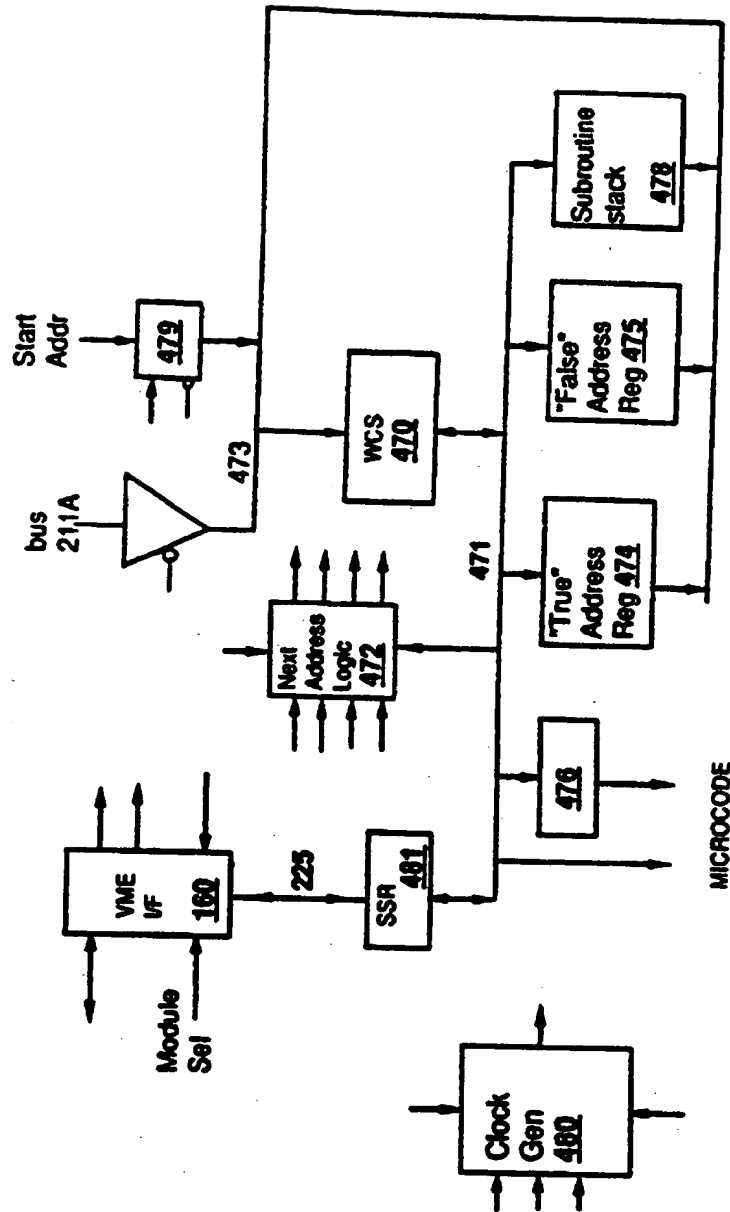 bus
211A
Start
Addr
479
473
VME
I/F
160
Module
Sel
225
Next
Address
Logic
472
WCS
470
SSR
481
471
476
"True"
Address
Reg 474
"False"
Address
Reg 475
Subroutine
stack
478
Clock
Gen
480
MICROCODE